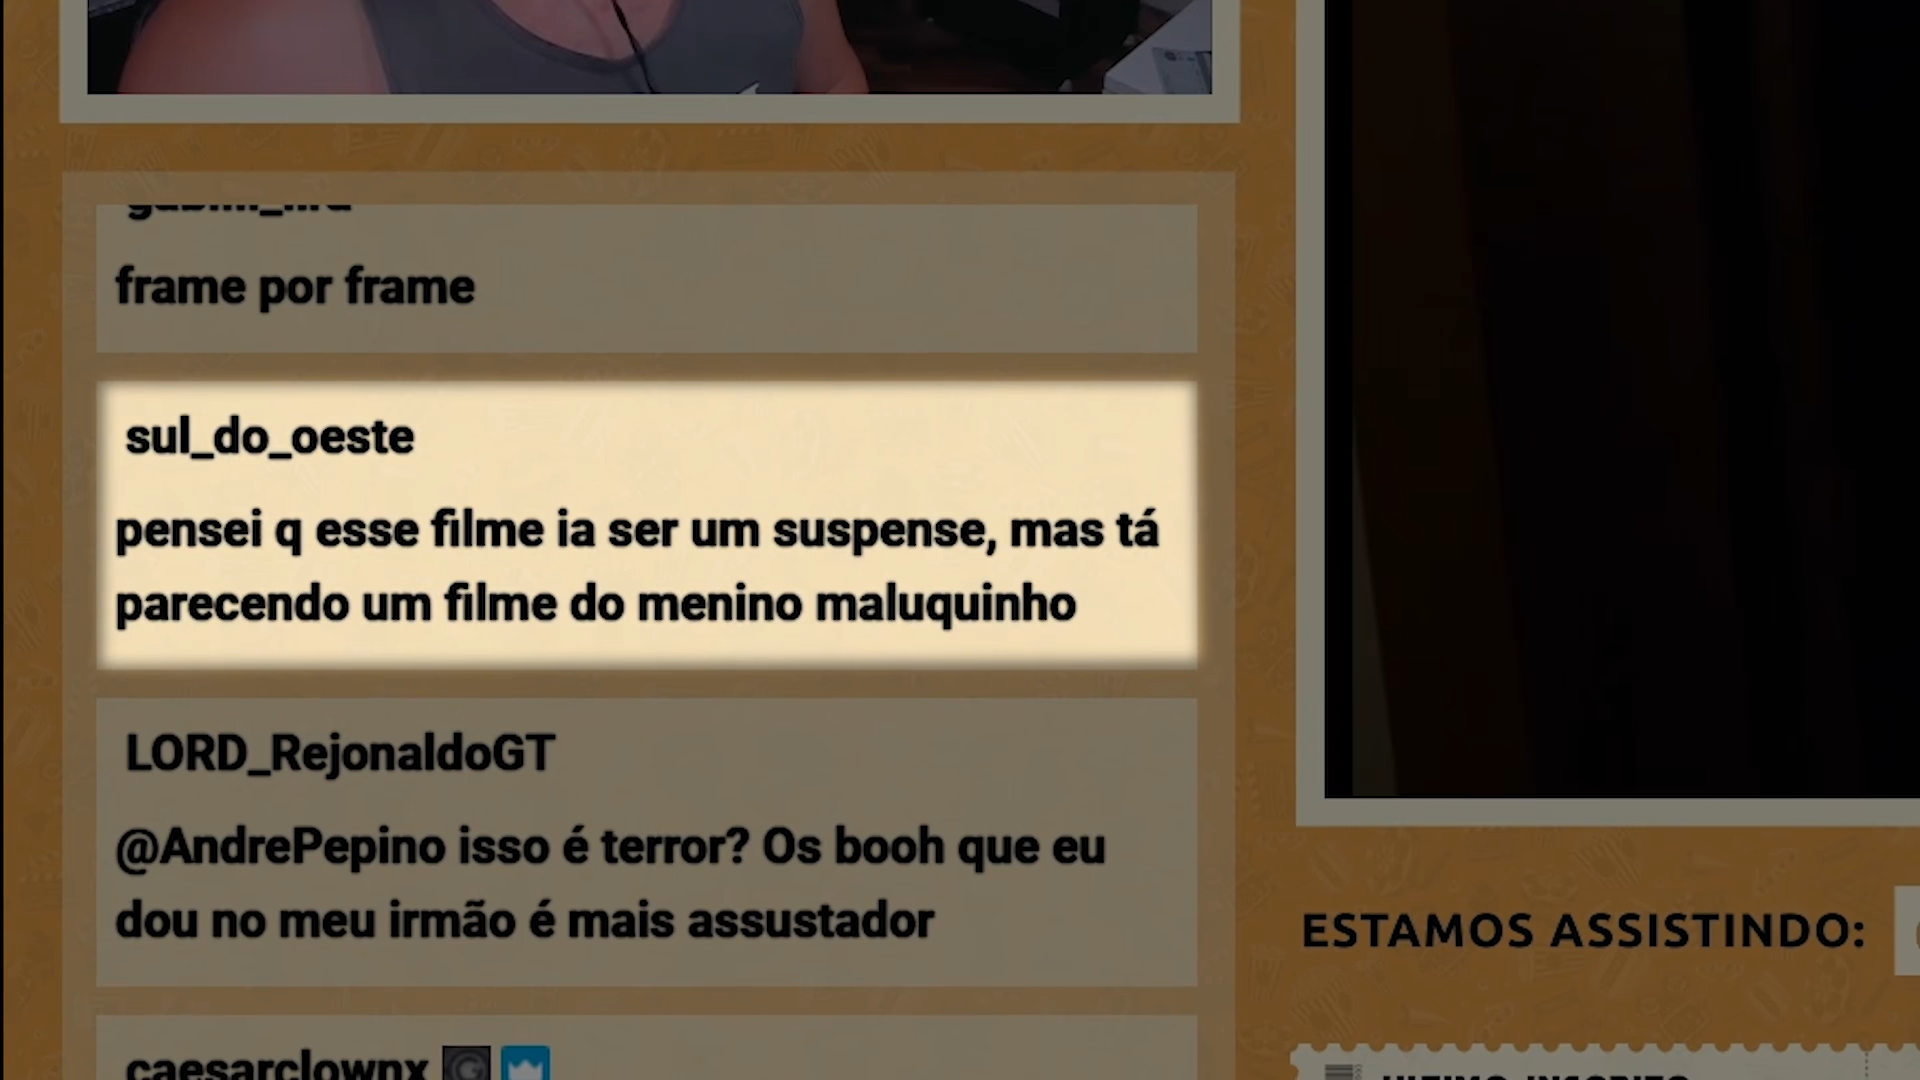 frame por frame
sul_do_oeste
pensei q esse filme ia ser um suspense, mas tá
parecendo um filme do menino maluquinho
LORD_RejonaldoGT
@AndrePepino isso é terror? Os booh que eu
dou no meu irmão é mais assustador
caesarclownx
ESTAMOS ASSISTINDO: